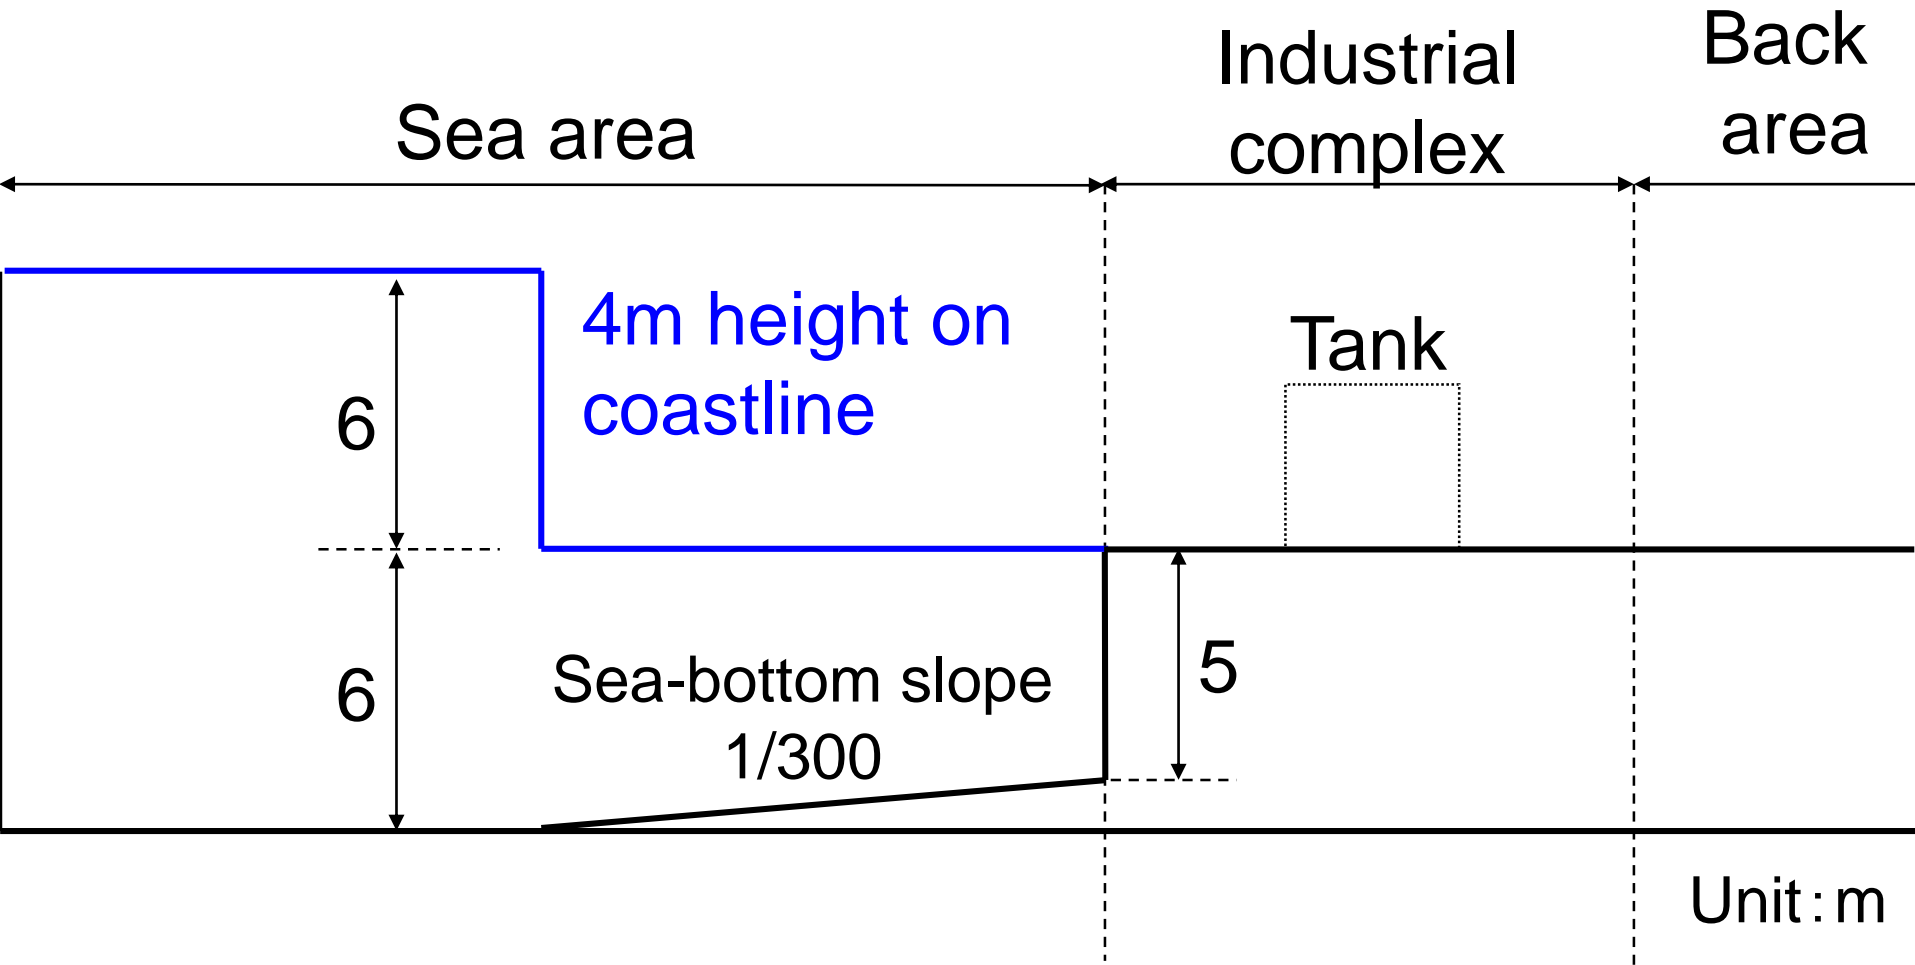 Sea area
Industrial
complex
Back
area
4m height on
coastline
Tank
6
6
Sea-bottom slope
1/300
5
Unit:m